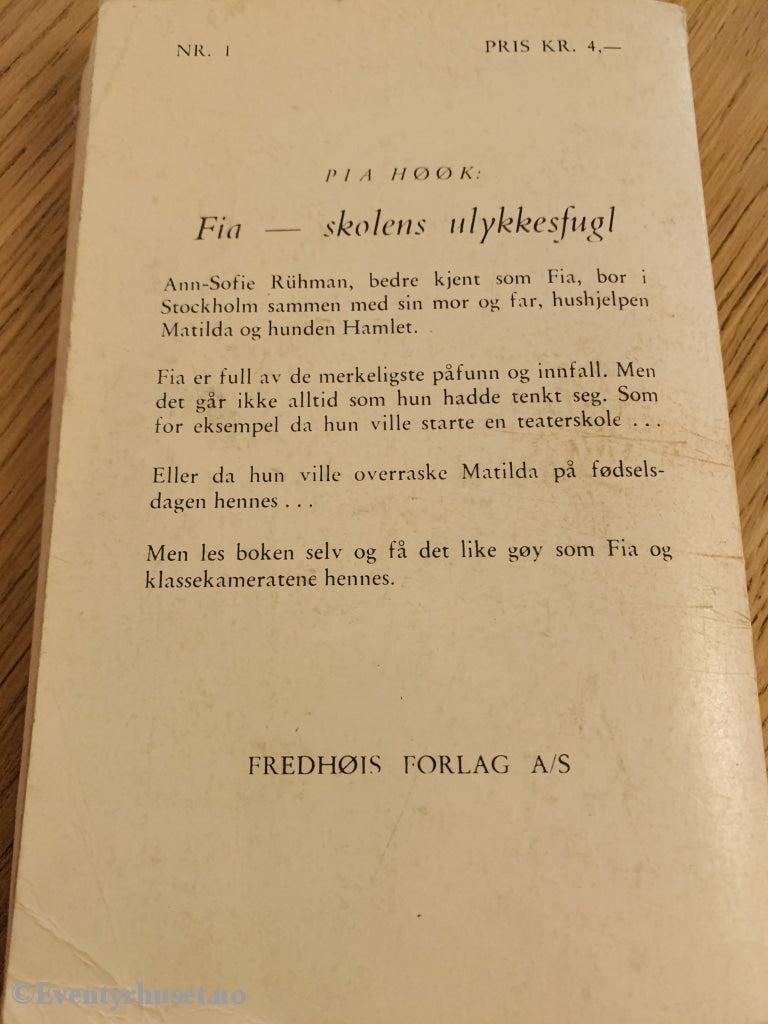 NR. 1
PRIS KR. 4,—
PIA HØØK:
Fia — skolens ulykkesfugl
Ann-Sofie Rühman, bedre kjent som Fia, bor i
Stockholm sammen med sin mor og far, hushjelpen
Matilda og hunden Hamlet.
Fia er full av de merkeligste påfunn og innfall. Men
det går ikke alltid som hun hadde tenkt seg. Som
for eksempel da hun ville starte en teaterskole ...
Eller da hun ville overraske Matilda på fødsels-
dagen hennes ...
Men les boken selv og få det like gøy som Fia og
klassekameratene hennes.
FREDHØIS FORLAG A/S
©Eventyrhuset.no